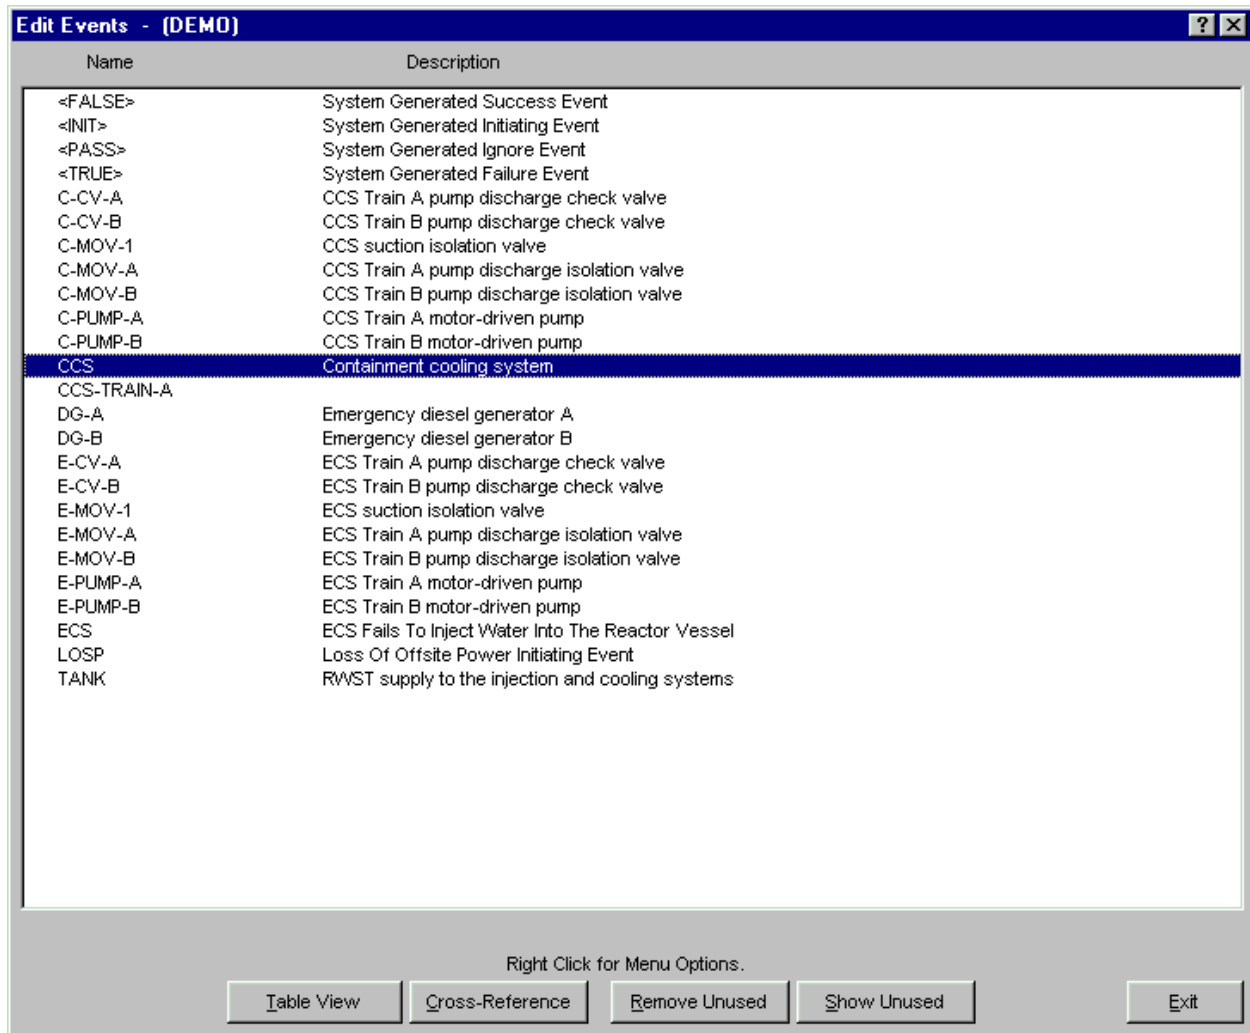 Edit Events - (DEMO)
Name Description
<FALSE> System Generated Success Event
<INIT> System Generated Initiating Event
<PASS> System Generated Ignore Event
<TRUE> System Generated Failure Event
C-CV-A CCS Train A pump discharge check valve
C-CV-B CCS Train B pump discharge check valve
C-MOV-1 CCS suction isolation valve
C-MOV-A CCS Train A pump discharge isolation valve
C-MOV-B CCS Train B pump discharge isolation valve
C-PUMP-A CCS Train A motor-driven pump
C-PUMP-B CCS Train B motor-driven pump
CCS Containment cooling system
CCS-TRAIN-A
DG-A Emergency diesel generator A
DG-B Emergency diesel generator B
E-CV-A ECS Train A pump discharge check valve
E-CV-B ECS Train B pump discharge check valve
E-MOV-1 ECS suction isolation valve
E-MOV-A ECS Train A pump discharge isolation valve
E-MOV-B ECS Train B pump discharge isolation valve
E-PUMP-A ECS Train A motor-driven pump
E-PUMP-B ECS Train B motor-driven pump
ECS ECS Fails To Inject Water Into The Reactor Vessel
LOSP Loss Of Offsite Power Initiating Event
TANK RWST supply to the injection and cooling systems
Right Click for Menu Options.
Table View Cross-Reference Remove Unused Show Unused Exit